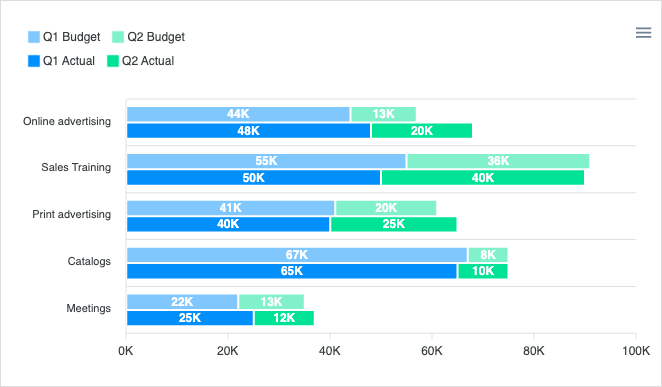 Q1 Budget Q2 Budget
Q1 Actual Q2 Actual
Online advertising 44K 13K
48K 20K
Sales Training 55K 36K
50K 40K
Print advertising 41K 20K
40K 25K
Catalogs 67K 8K
65K 10K
Meetings 22K 13K
25K 12K
0K 20K 40K 60K 80K 100K